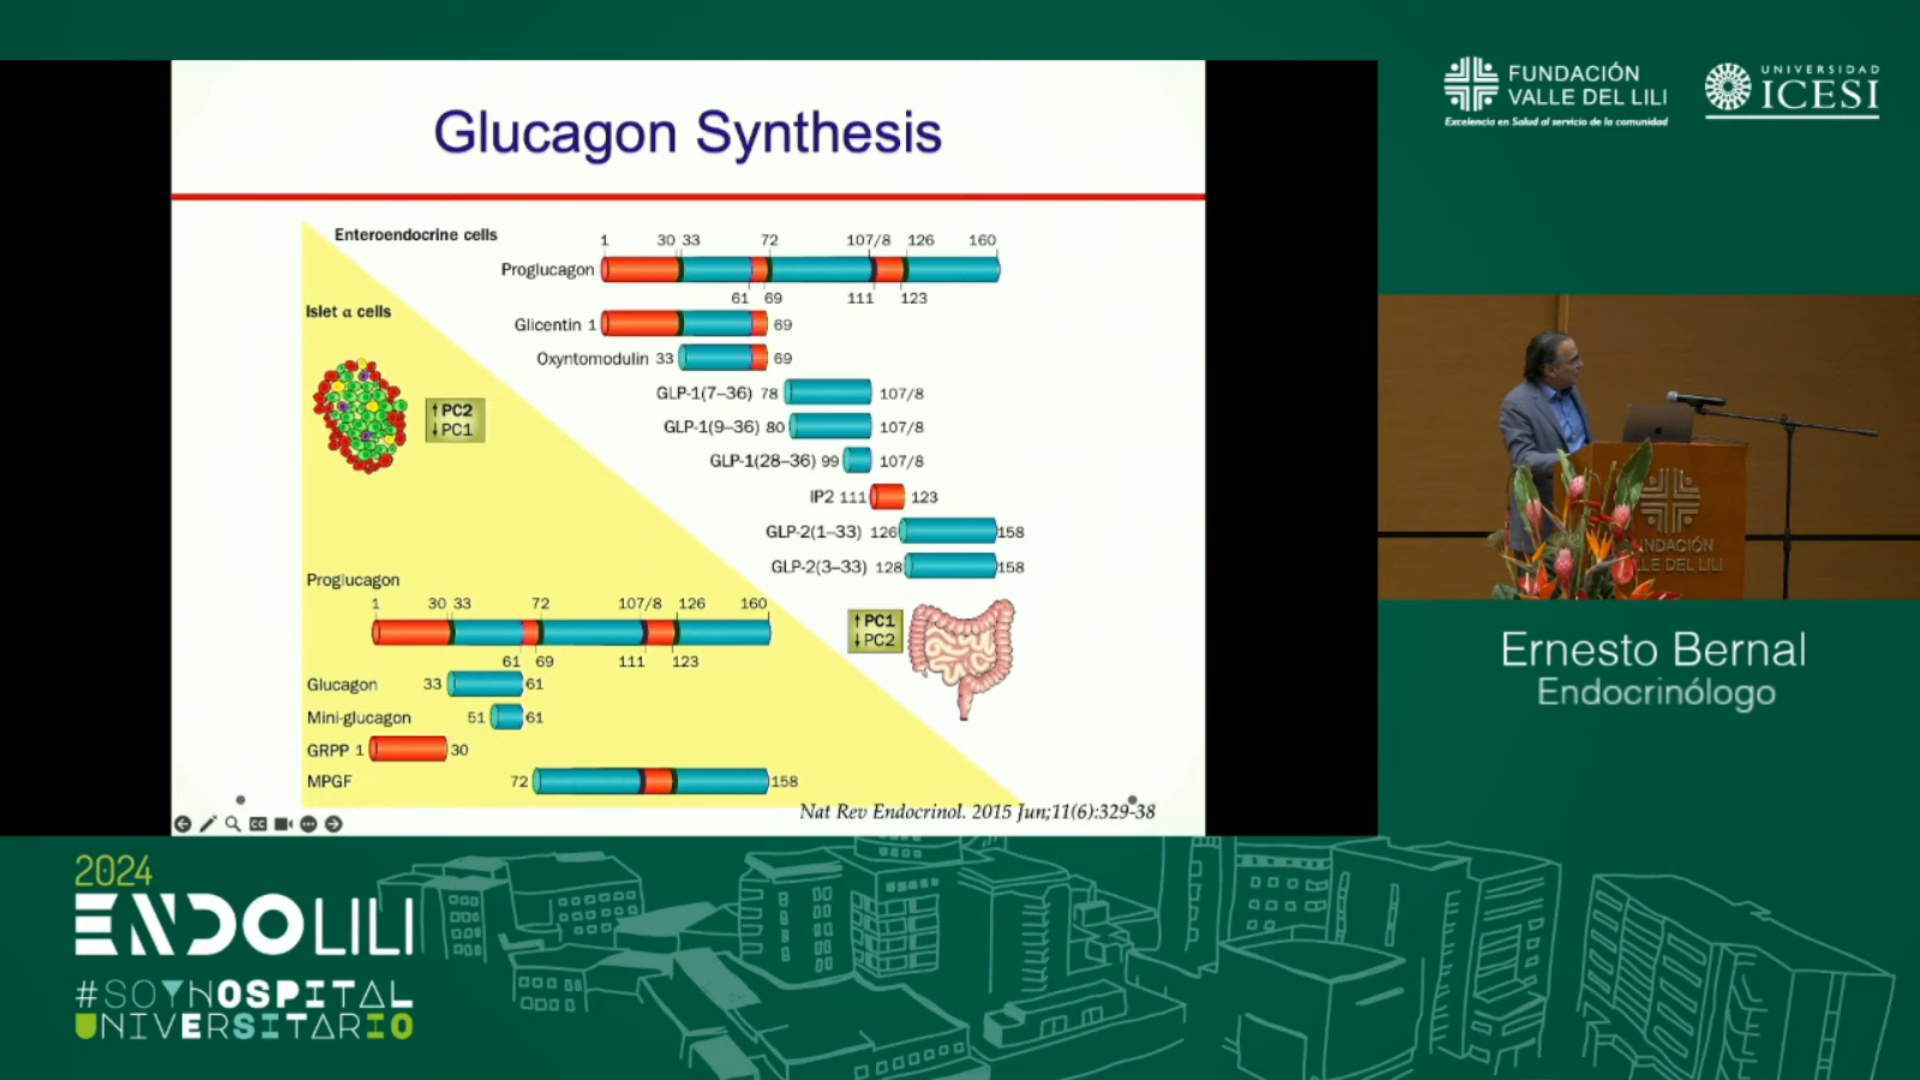 Glucagon Synthesis
Enteroendocrine cells
1 30 33 72 107/8 126 160
Proglucagon
61 69 111 123
Islet α cells
Glicentin 1 69
Oxyntomodulin 33 69
GLP-1(7–36) 78 107/8
↑PC2
↓PC1
GLP-1(9–36) 80 107/8
GLP-1(28–36) 99 107/8
IP2 111 123
GLP-2(1–33) 126 158
GLP-2(3–33) 128 158
Proglucagon
1 30 33 72 107/8 126 160
61 69 111 123
↑PC1
↓PC2
Glucagon 33 61
Mini-glucagon 51 61
GRPP 1 30
MPGF 72 158
Nat Rev Endocrinol. 2015 Jun;11(6):329-38
CC
FUNDACIÓN
VALLE DEL LILI
Excelencia en Salud al servicio de la comunidad
UNIVERSIDAD
ICESI
UNDACIÓN
LLE DEL LILI
Ernesto Bernal
Endocrinólogo
2024
ENDOLILI
#SOYHOSPITAL
UNIVERSITARIO